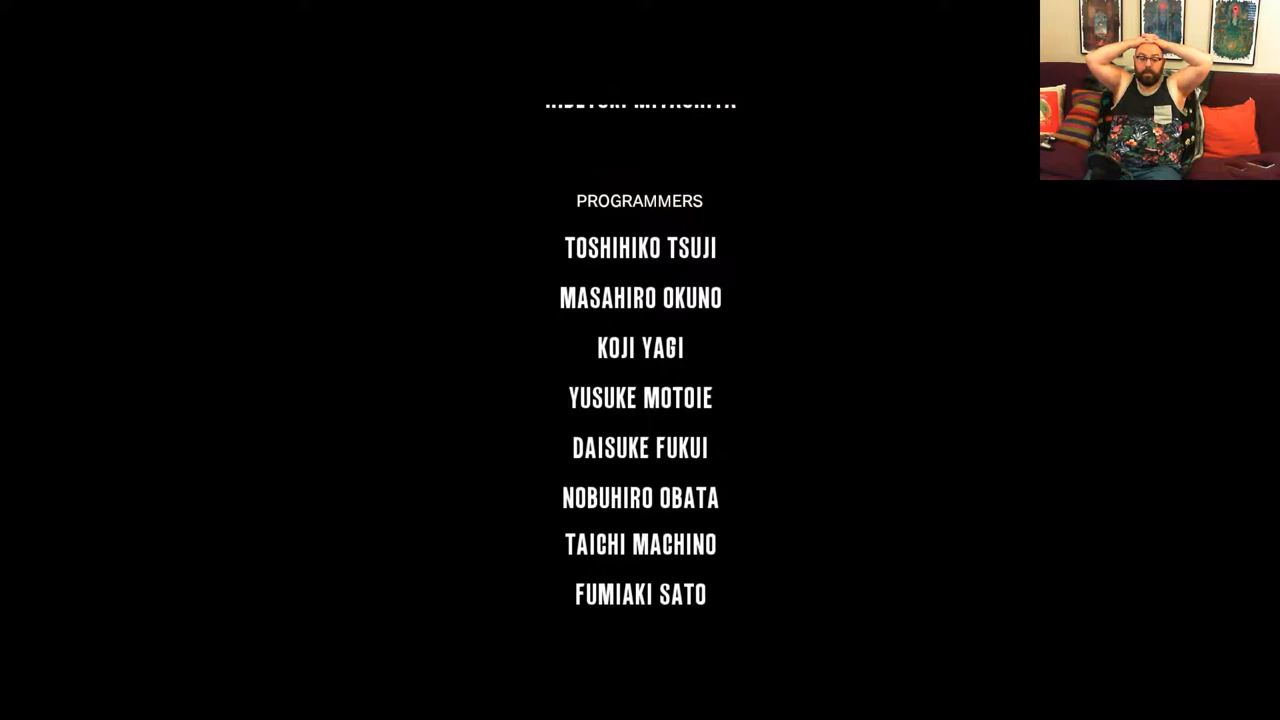 PROGRAMMERS
TOSHIHIKO TSUJI
MASAHIRO OKUNO
KOJI YAGI
YUSUKE MOTOIE
DAISUKE FUKUI
NOBUHIRO OBATA
TAICHI MACHINO
FUMIAKI SATO